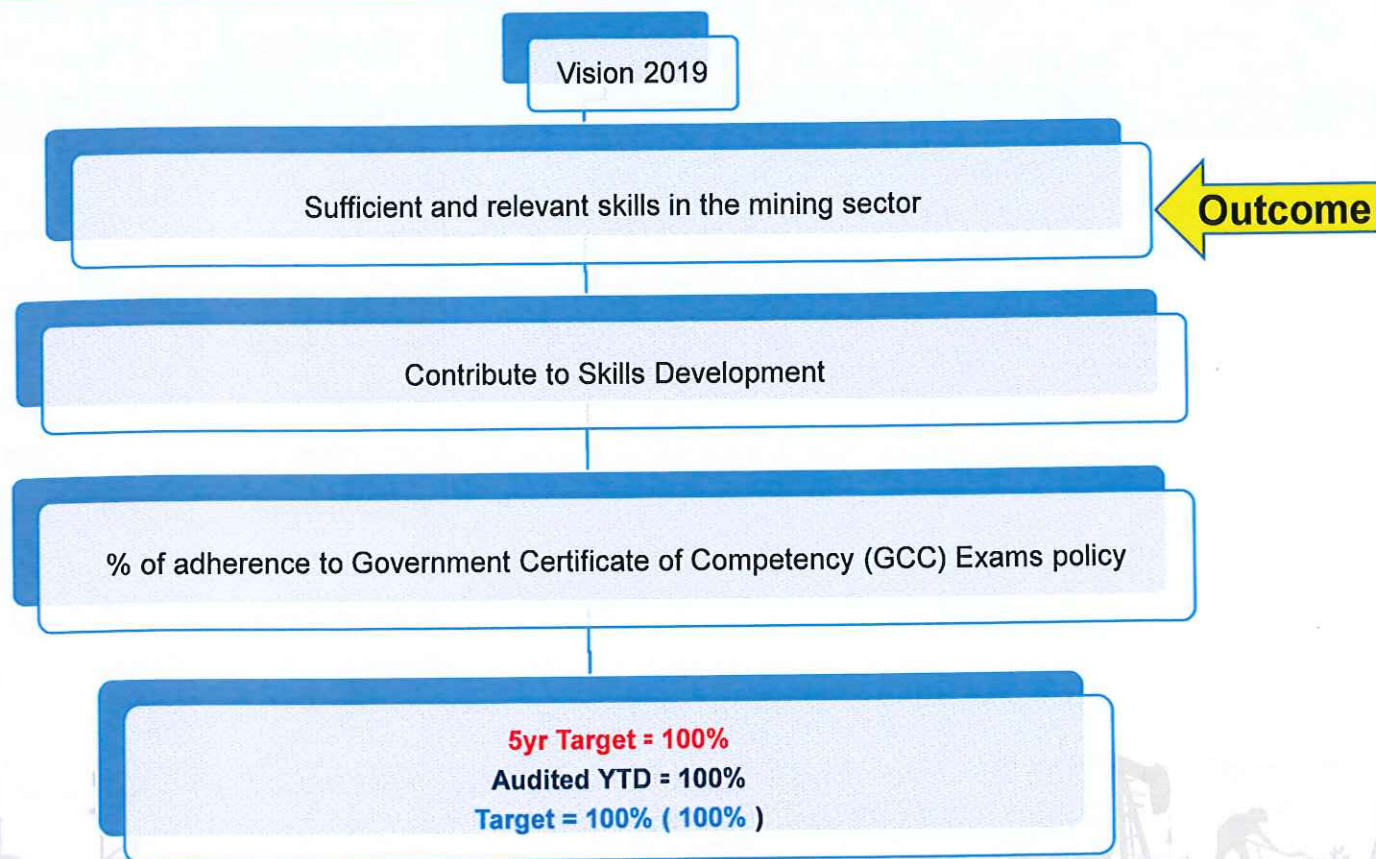 Vision 2019
Sufficient and relevant skills in the mining sector
Outcome
Contribute to Skills Development
% of adherence to Government Certificate of Competency (GCC) Exams policy
5yr Target = 100%
Audited YTD = 100%
Target = 100% ( 100% )